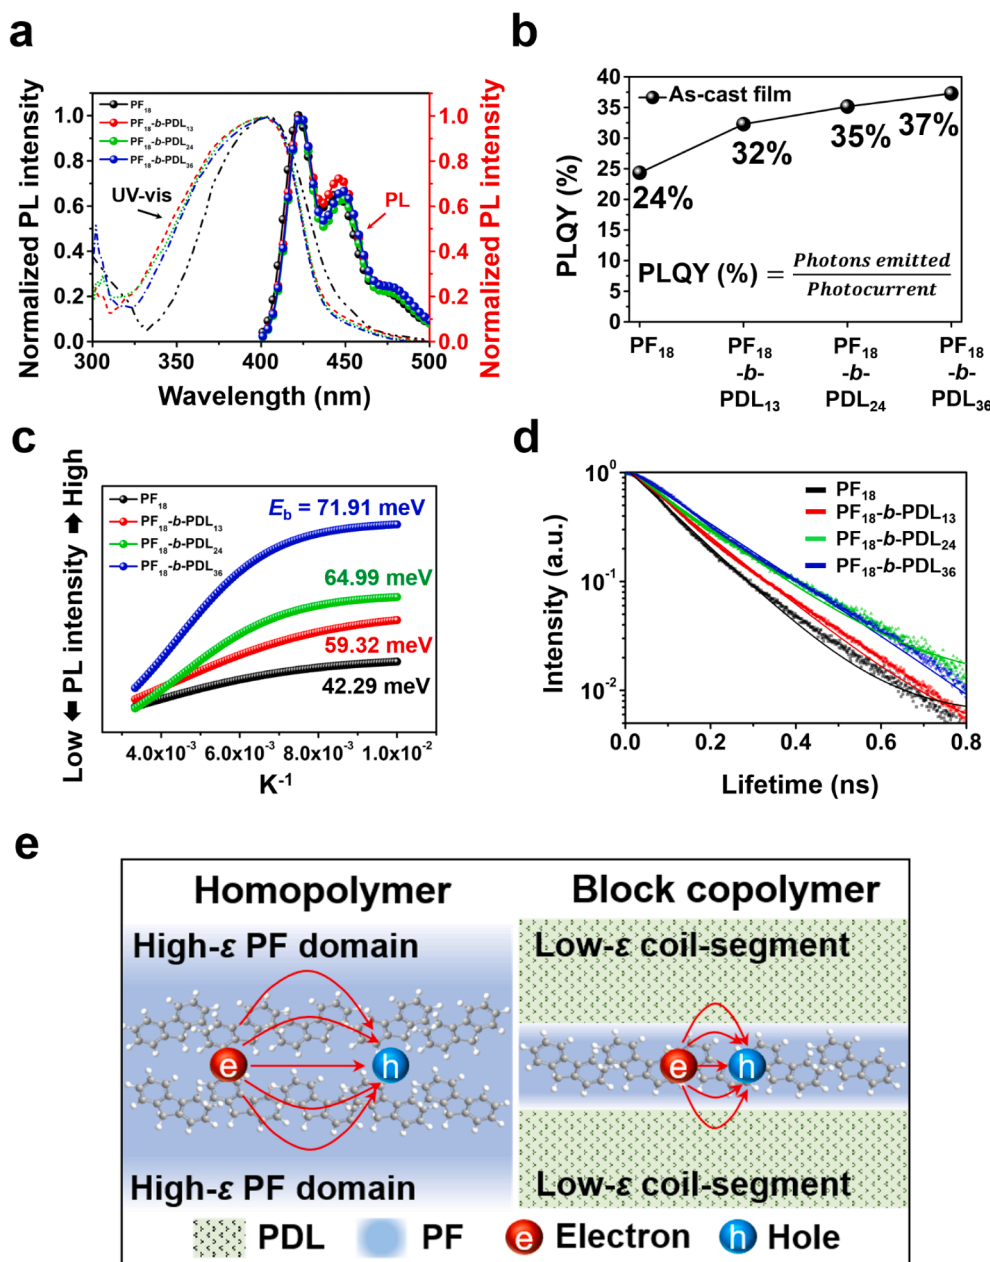 a
Normalized PL intensity
1.0
0.8
0.6
0.4
0.2
0.0
PF18
PF18-b-PDL13
PF18-b-PDL24
PF18-b-PDL36
UV-vis
PL
1.0
0.8
0.6
0.4
0.2
0.0
Normalized PL intensity
300 350 400 450 500
Wavelength (nm)
b
PLQY (%)
40
35
30
25
20
15
10
5
0
As-cast film
24%
32%
35%
37%
PLQY (%) = Photons emitted
Photocurrent
PF18 PF18 PF18 PF18
-b- -b- -b-
PDL13 PDL24 PDL36
c
Low ⬅ PL intensity ➡ High
PF18
PF18-b-PDL13
PF18-b-PDL24
PF18-b-PDL36
Eb = 71.91 meV
64.99 meV
59.32 meV
42.29 meV
4.0x10-3 6.0x10-3 8.0x10-3 1.0x10-2
K-1
d
Intensity (a.u.)
100
10-1
10-2
PF18
PF18-b-PDL13
PF18-b-PDL24
PF18-b-PDL36
0.0 0.2 0.4 0.6 0.8
Lifetime (ns)
e
Homopolymer
High-ε PF domain
e h
High-ε PF domain
Block copolymer
Low-ε coil-segment
e h
Low-ε coil-segment
PDL PF e Electron h Hole